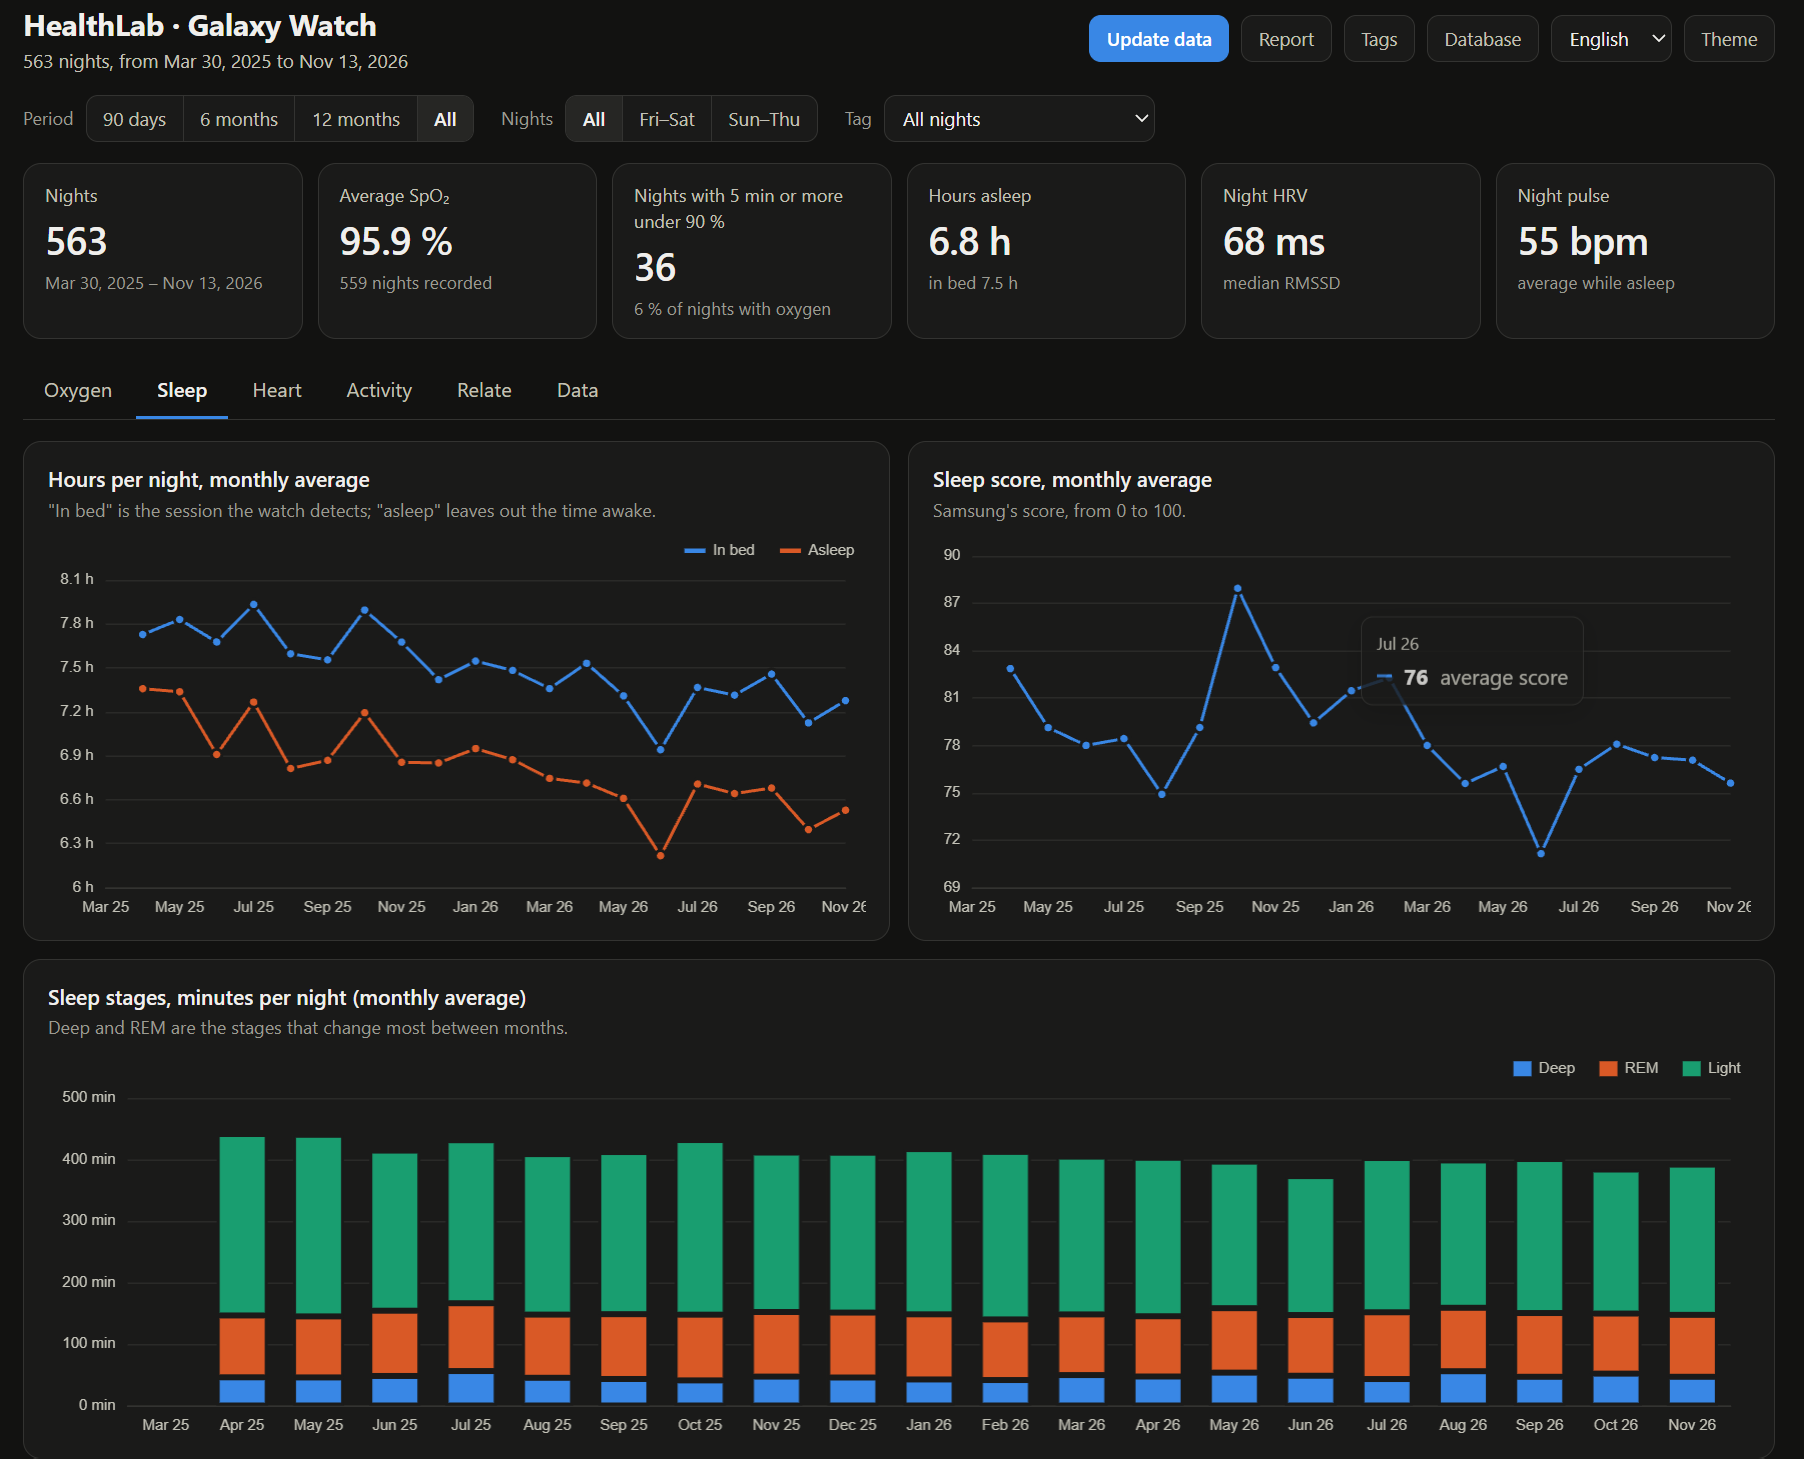 HealthLab · Galaxy Watch
563 nights, from Mar 30, 2025 to Nov 13, 2026
Update data
Report
Tags
Database
English
Theme
Period
90 days
6 months
12 months
All
Nights
All
Fri–Sat
Sun–Thu
Tag
All nights
Nights
563
Mar 30, 2025 – Nov 13, 2026
Average SpO₂
95.9 %
559 nights recorded
Nights with 5 min or more
under 90 %
36
6 % of nights with oxygen
Hours asleep
6.8 h
in bed 7.5 h
Night HRV
68 ms
median RMSSD
Night pulse
55 bpm
average while asleep
Oxygen
Sleep
Heart
Activity
Relate
Data
Hours per night, monthly average
"In bed" is the session the watch detects; "asleep" leaves out the time awake.
In bed
Asleep
8.1 h
7.8 h
7.5 h
7.2 h
6.9 h
6.6 h
6.3 h
6 h
Mar 25 May 25 Jul 25 Sep 25 Nov 25 Jan 26 Mar 26 May 26 Jul 26 Sep 26 Nov 26
Sleep score, monthly average
Samsung's score, from 0 to 100.
90
87
84
81
78
75
72
69
Jul 26
76 average score
Mar 25 May 25 Jul 25 Sep 25 Nov 25 Jan 26 Mar 26 May 26 Jul 26 Sep 26 Nov 26
Sleep stages, minutes per night (monthly average)
Deep and REM are the stages that change most between months.
Deep
REM
Light
500 min
400 min
300 min
200 min
100 min
0 min
Mar 25 Apr 25 May 25 Jun 25 Jul 25 Aug 25 Sep 25 Oct 25 Nov 25 Dec 25 Jan 26 Feb 26 Mar 26 Apr 26 May 26 Jun 26 Jul 26 Aug 26 Sep 26 Oct 26 Nov 26